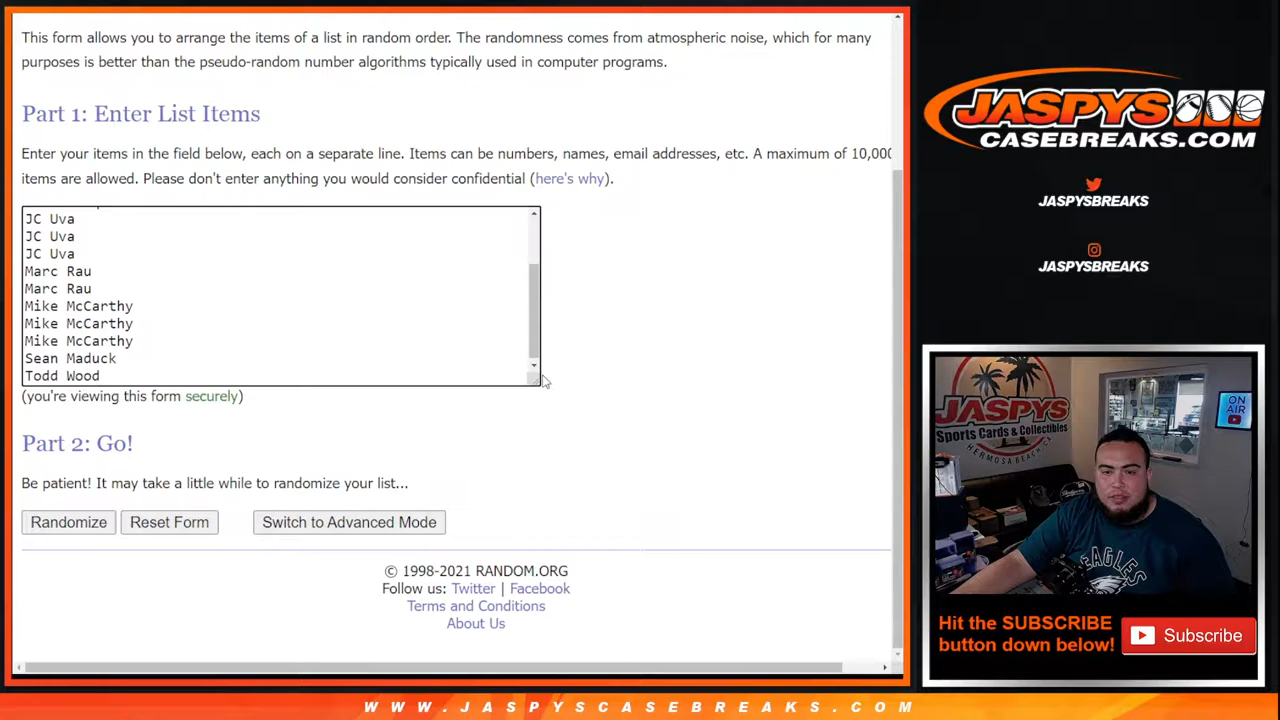 This form allows you to arrange the items of a list in random order. The randomness comes from atmospheric noise, which for many
purposes is better than the pseudo-random number algorithms typically used in computer programs.
Part 1: Enter List Items
Enter your items in the field below, each on a separate line. Items can be numbers, names, email addresses, etc. A maximum of 10,000
items are allowed. Please don't enter anything you would consider confidential (here's why).
JC Uva
JC Uva
JC Uva
Marc Rau
Marc Rau
Mike McCarthy
Mike McCarthy
Mike McCarthy
Sean Maduck
Todd Wood
(you're viewing this form securely)
Part 2: Go!
Be patient! It may take a little while to randomize your list...
Randomize
Reset Form
Switch to Advanced Mode
© 1998-2021 RANDOM.ORG
Follow us: Twitter | Facebook
Terms and Conditions
About Us
JASPYS
CASEBREAKS.COM
JASPYSBREAKS
JASPYSBREAKS
JASPYS
Sports Cards & Collectibles
HERMOSA BEACH, CA
ON
AIR
EAGLES
Hit the SUBSCRIBE
button down below!
Subscribe
WWW.JASPYSCASEBREAKS.COM